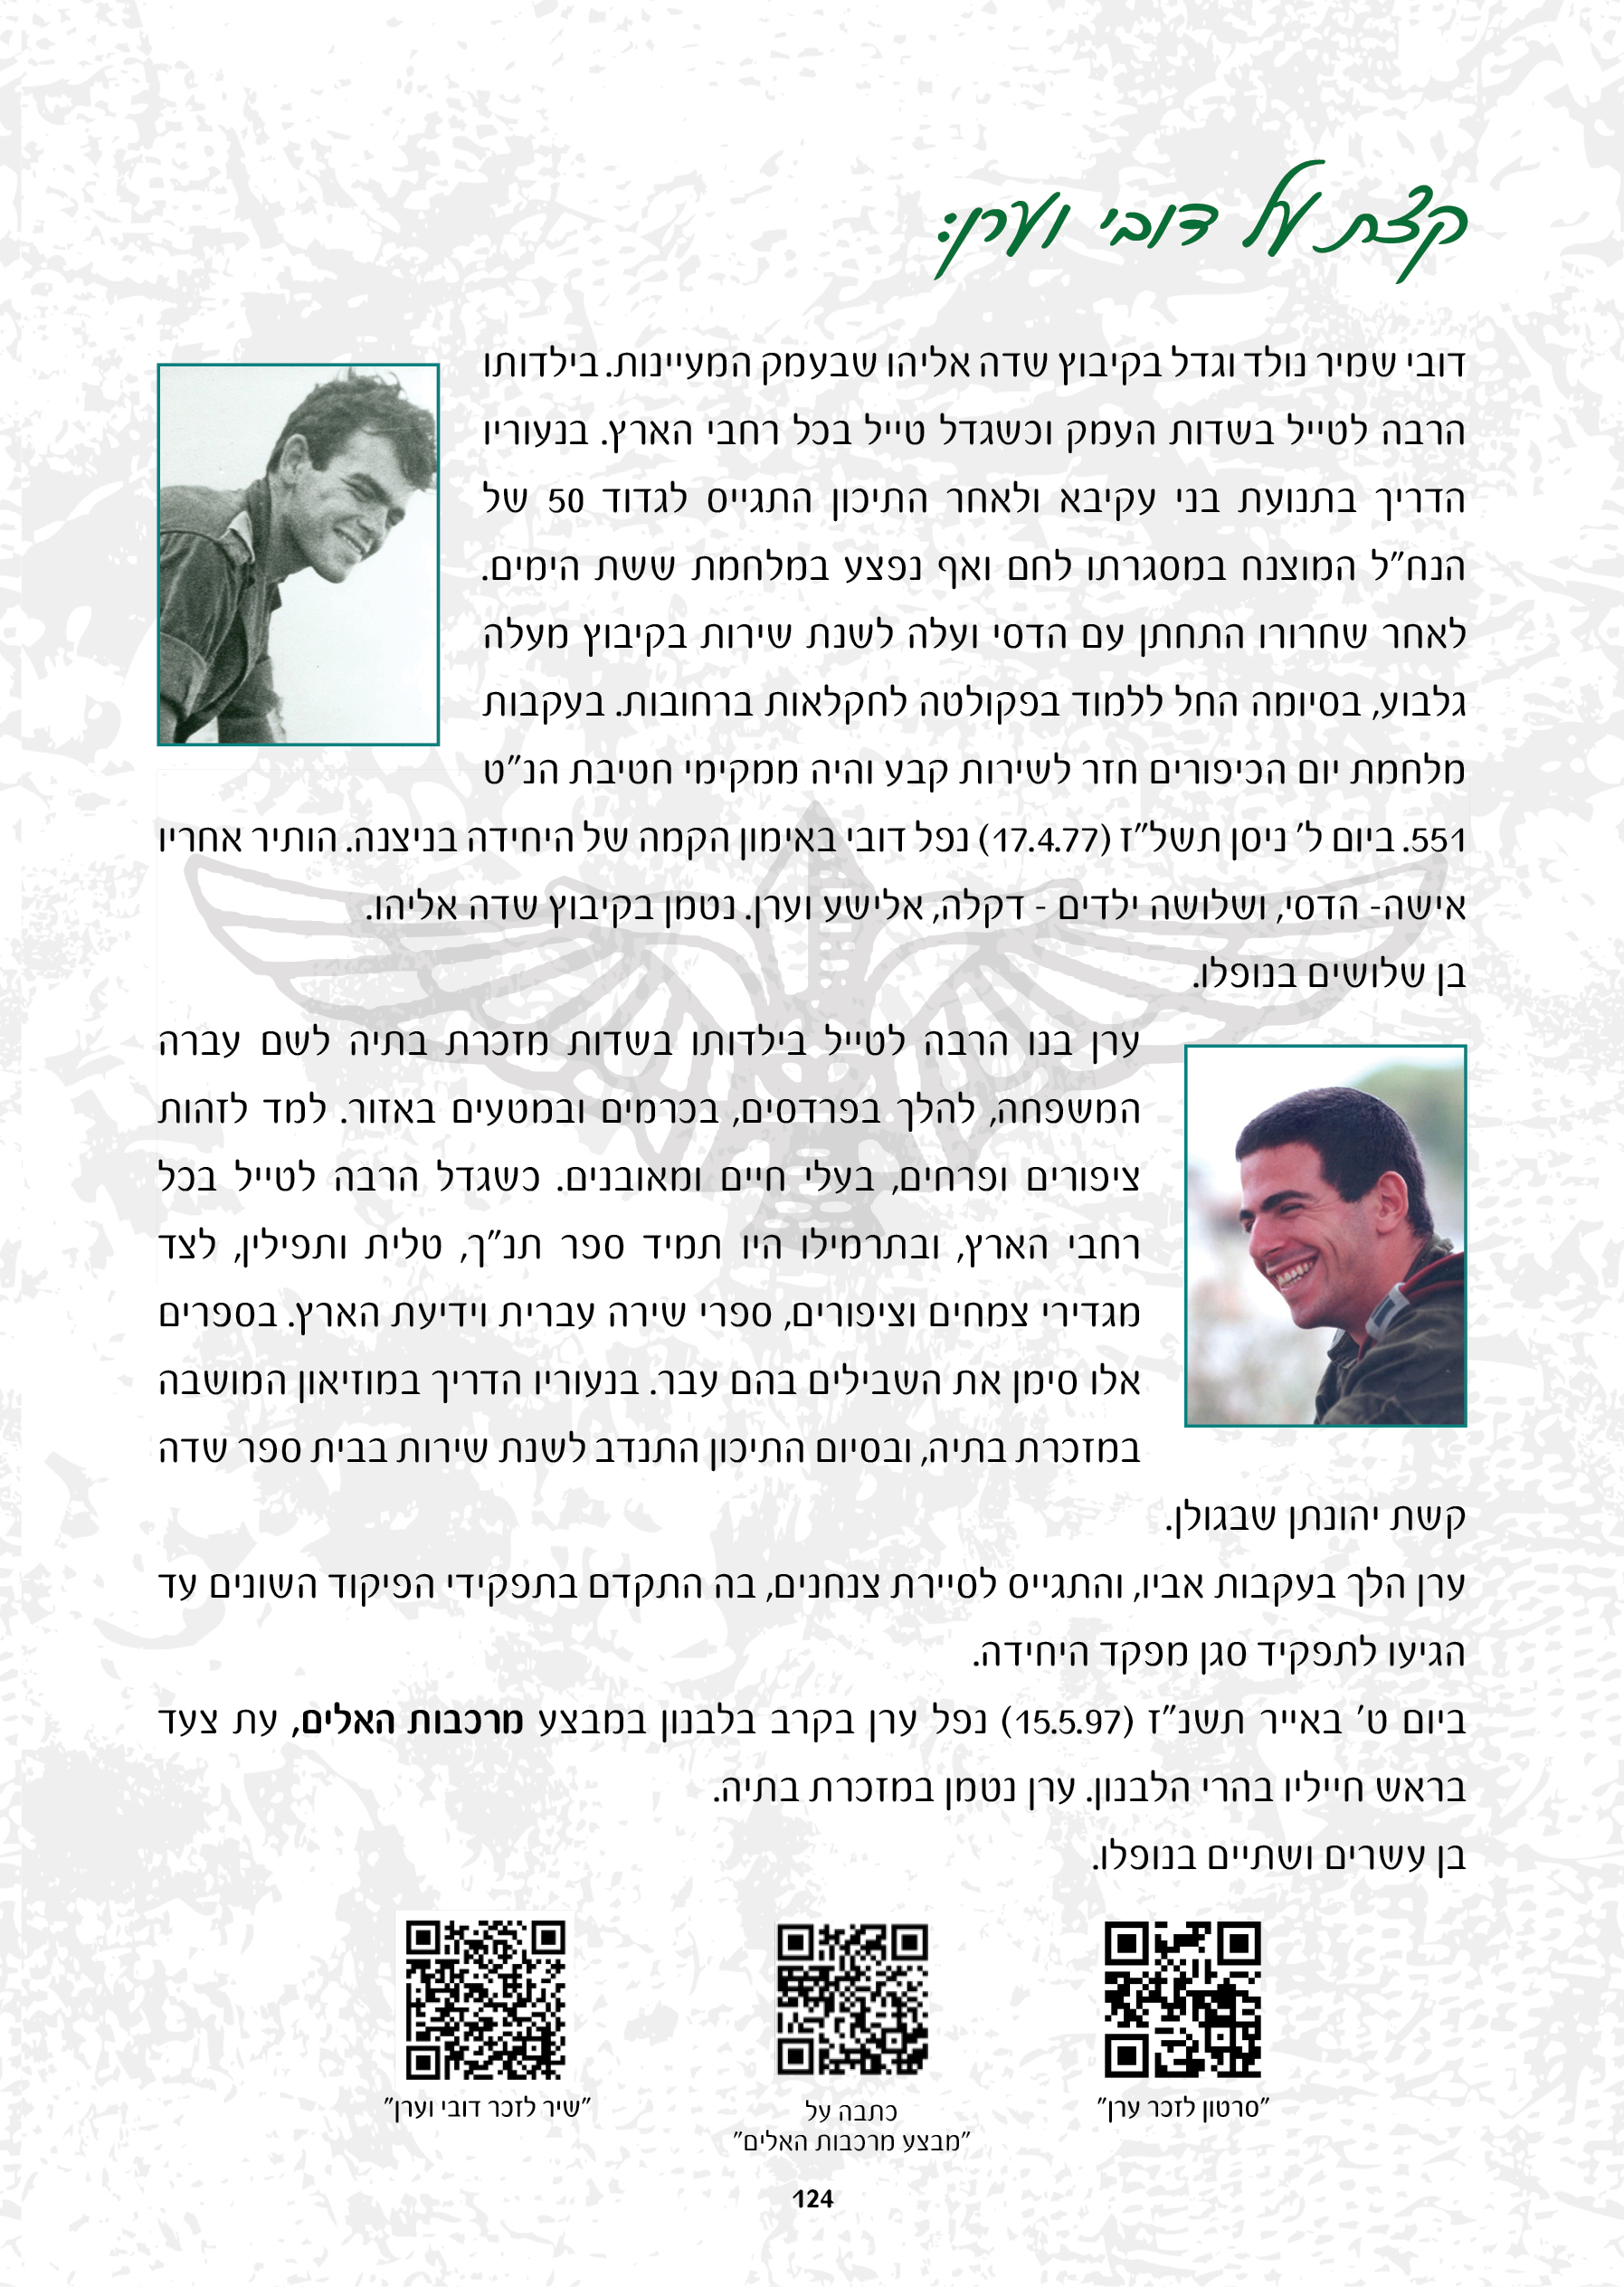 קצת על דובי וערן:
דובי שמיר נולד וגדל בקיבוץ שדה אליהו שבעמק המעיינות. בילדותו
הרבה לטייל בשדות העמק וכשגדל טייל בכל רחבי הארץ. בנעוריו
הדריך בתנועת בני עקיבא ולאחר התיכון התגייס לגדוד 50 של
הנח"ל המוצנח במסגרתו לחם ואף נפצע במלחמת ששת הימים.
לאחר שחרורו התחתן עם הדסי ועלה לשנת שירות בקיבוץ מעלה
גלבוע, בסיומה החל ללמוד בפקולטה לחקלאות ברחובות. בעקבות
מלחמת יום הכיפורים חזר לשירות קבע והיה ממקימי חטיבת הנ"ט
551. ביום ל' ניסן תשל"ז (17.4.77) נפל דובי באימון הקמה של היחידה בניצנה. הותיר אחריו
אישה- הדסי, ושלושה ילדים - דקלה, אלישע וערן. נטמן בקיבוץ שדה אליהו.
בן שלושים בנופלו.
ערן בנו הרבה לטייל בילדותו בשדות מזכרת בתיה לשם עברה
המשפחה, להלך בפרדסים, בכרמים ובמטעים באזור. למד לזהות
ציפורים ופרחים, בעלי חיים ומאובנים. כשגדל הרבה לטייל בכל
רחבי הארץ, ובתרמילו היו תמיד ספר תנ"ך, טלית ותפילין, לצד
מגדירי צמחים וציפורים, ספרי שירה עברית וידיעת הארץ. בספרים
אלו סימן את השבילים בהם עבר. בנעוריו הדריך במוזיאון המושבה
במזכרת בתיה, ובסיום התיכון התנדב לשנת שירות בבית ספר שדה
קשת יהונתן שבגולן.
ערן הלך בעקבות אביו, והתגייס לסיירת צנחנים, בה התקדם בתפקידי הפיקוד השונים עד
הגיעו לתפקיד סגן מפקד היחידה.
ביום ט' באייר תשנ"ז (15.5.97) נפל ערן בקרב בלבנון במבצע מרכבות האלים, עת צעד
בראש חייליו בהרי הלבנון. ערן נטמן במזכרת בתיה.
בן עשרים ושתיים בנופלו.
"סרטון לזכר ערן"
כתבה על
"מבצע מרכבות האלים"
"שיר לזכר דובי וערן"
124